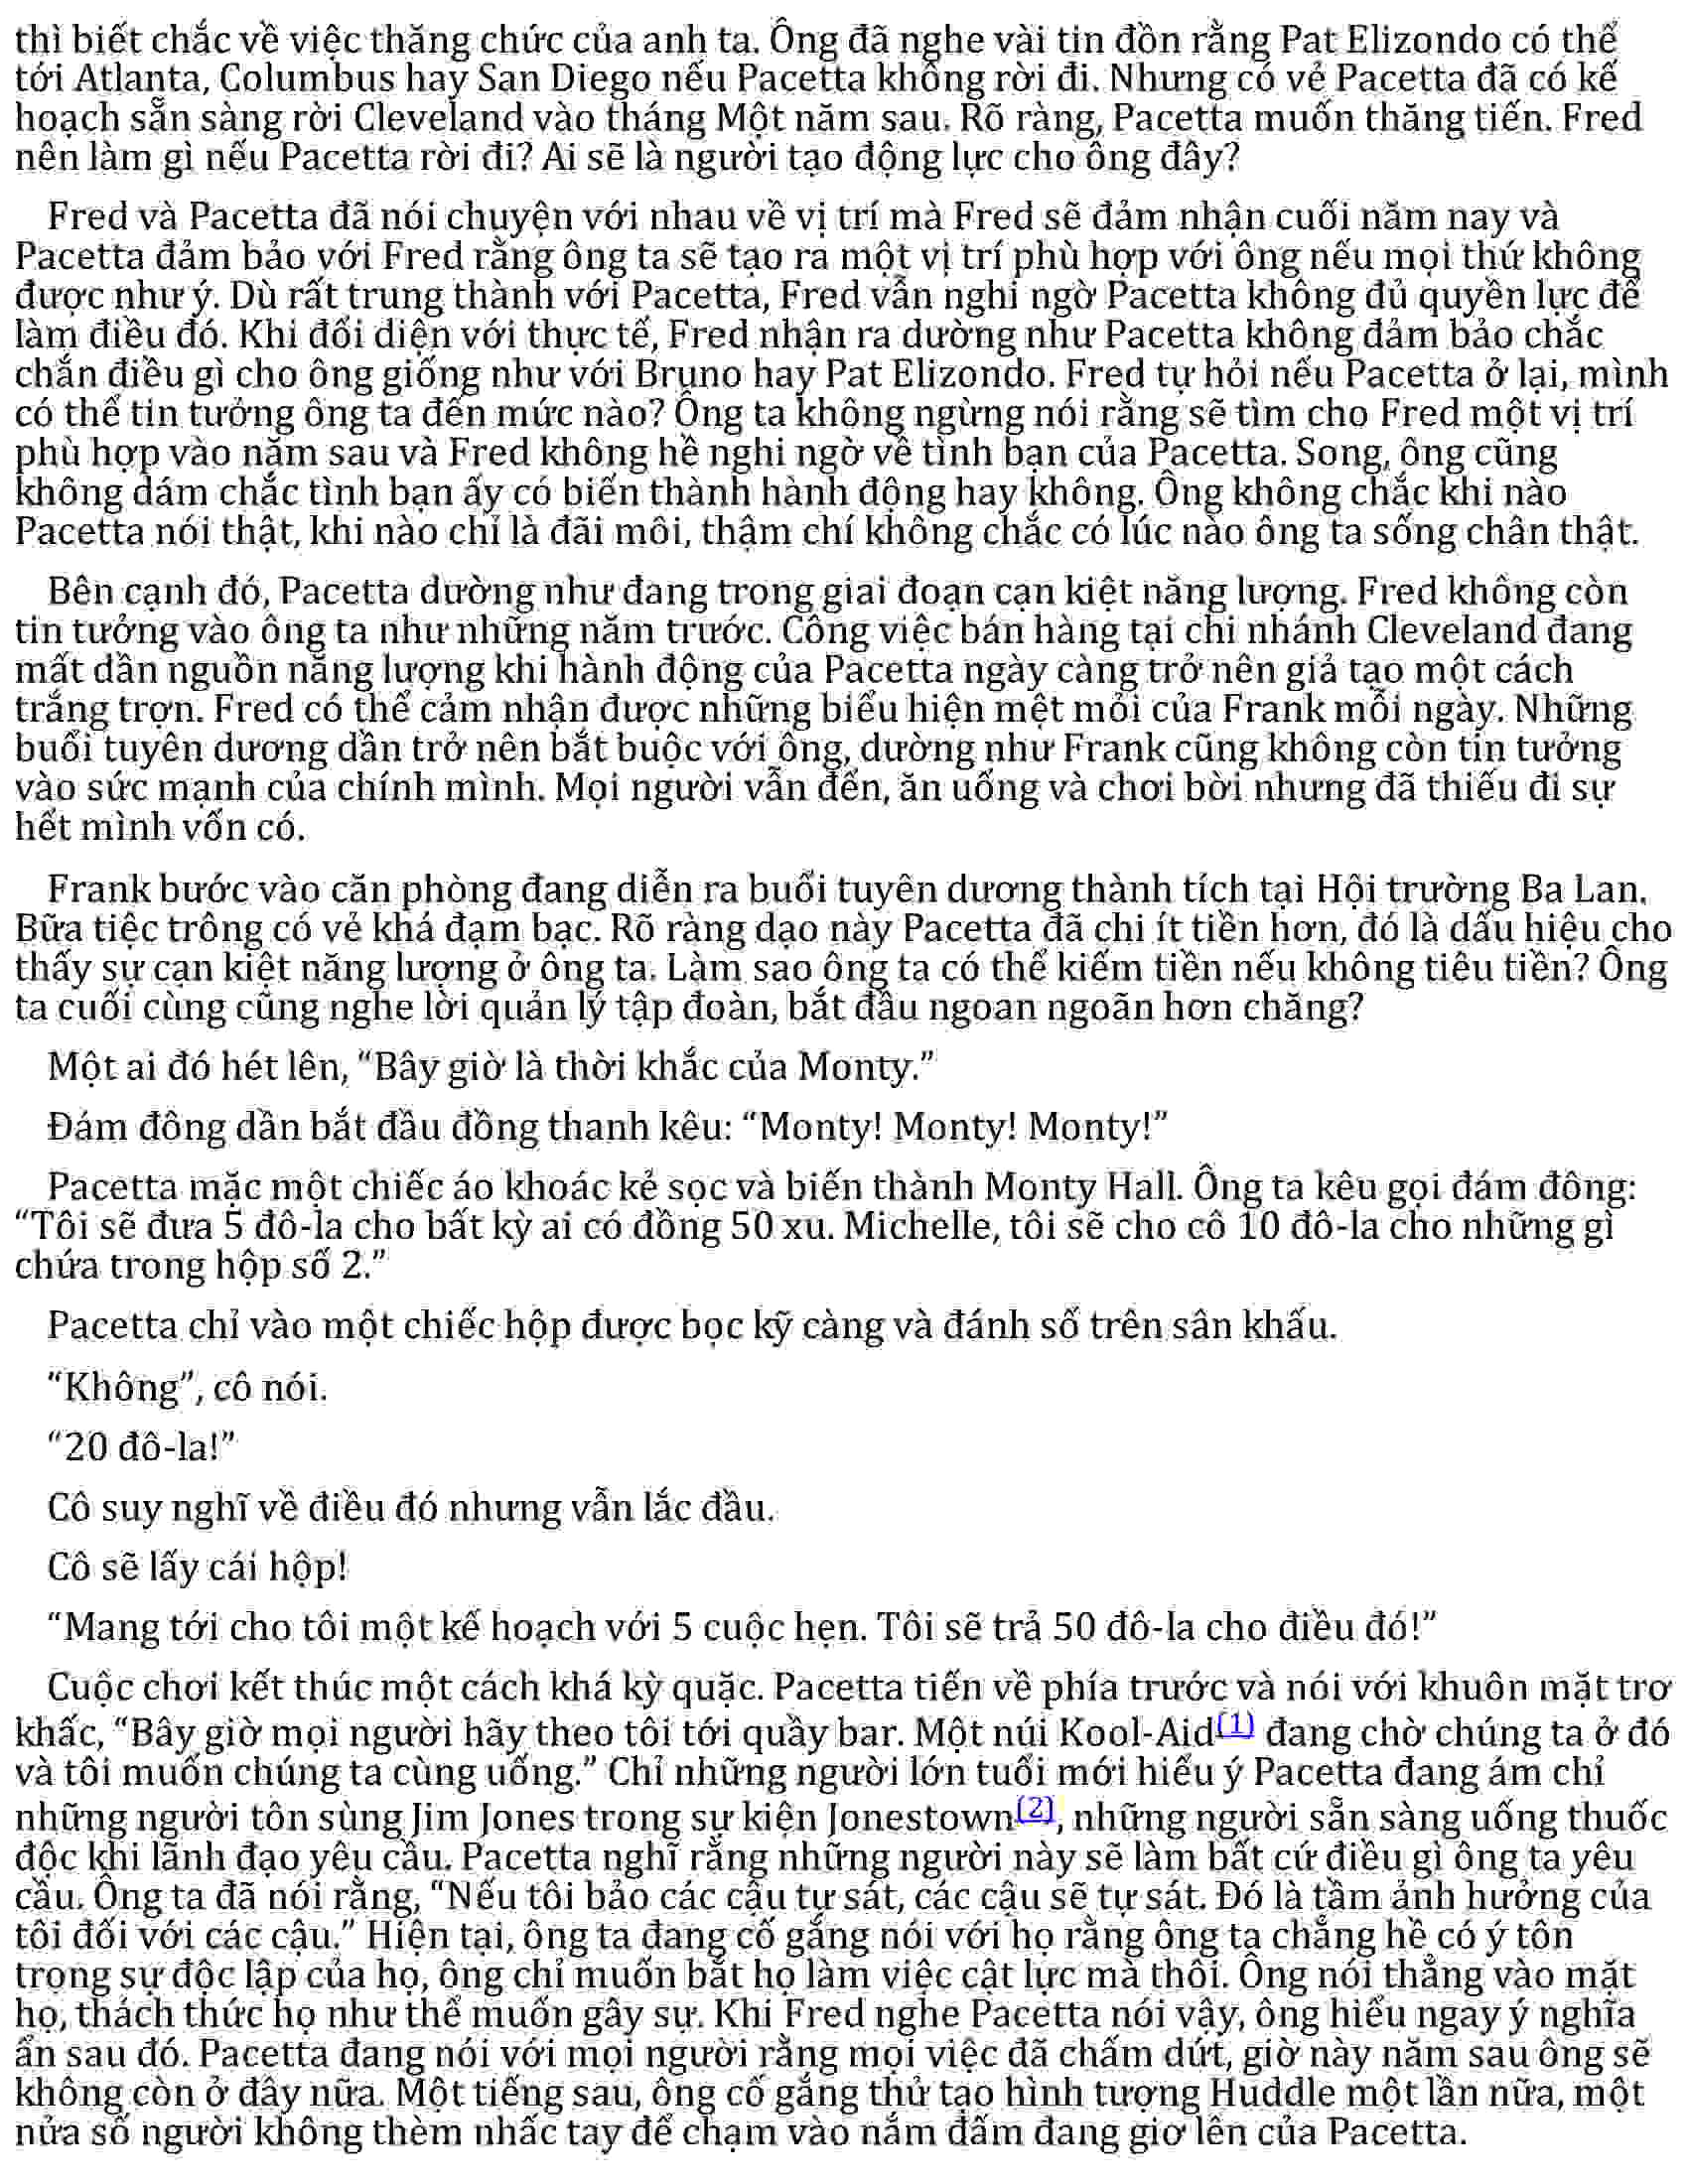 thì biết chắc về việc thăng chức của anh ta. Ông đã nghe vài tin đồn rằng Pat Elizondo có thể
tới Atlanta, Columbus hay San Diego nếu Pacetta không rời đi. Nhưng có vẻ Pacetta đã có kế
hoạch sẵn sàng rời Cleveland vào tháng Một năm sau. Rõ ràng, Pacetta muốn thăng tiến. Fred
nên làm gì nếu Pacetta rời đi? Ai sẽ là người tạo động lực cho ông đây?
Fred và Pacetta đã nói chuyện với nhau về vị trí mà Fred sẽ đảm nhận cuối năm nay và
Pacetta đảm bảo với Fred rằng ông ta sẽ tạo ra một vị trí phù hợp với ông nếu mọi thứ không
được như ý. Dù rất trung thành với Pacetta, Fred vẫn nghi ngờ Pacetta không đủ quyền lực để
làm điều đó. Khi đối diện với thực tế, Fred nhận ra dường như Pacetta không đảm bảo chắc
chắn điều gì cho ông giống như với Bruno hay Pat Elizondo. Fred tự hỏi nếu Pacetta ở lại, mình
có thể tin tưởng ông ta đến mức nào? Ông ta không ngừng nói rằng sẽ tìm cho Fred một vị trí
phù hợp vào năm sau và Fred không hề nghi ngờ về tình bạn của Pacetta. Song, ông cũng
không dám chắc tình bạn ấy có biến thành hành động hay không. Ông không chắc khi nào
Pacetta nói thật, khi nào chỉ là đãi môi, thậm chí không chắc có lúc nào ông ta sống chân thật.
Bên cạnh đó, Pacetta dường như đang trong giai đoạn cạn kiệt năng lượng. Fred không còn
tin tưởng vào ông ta như những năm trước. Công việc bán hàng tại chi nhánh Cleveland đang
mất dần nguồn năng lượng khi hành động của Pacetta ngày càng trở nên giả tạo một cách
trắng trợn. Fred có thể cảm nhận được những biểu hiện mệt mỏi của Frank mỗi ngày. Những
buổi tuyên dương dần trở nên bắt buộc với ông, dường như Frank cũng không còn tin tưởng
vào sức mạnh của chính mình. Mọi người vẫn đến, ăn uống và chơi bời nhưng đã thiếu đi sự
hết mình vốn có.
Frank bước vào căn phòng đang diễn ra buổi tuyên dương thành tích tại Hội trường Ba Lan.
Bữa tiệc trông có vẻ khá đạm bạc. Rõ ràng dạo này Pacetta đã chi ít tiền hơn, đó là dấu hiệu cho
thấy sự cạn kiệt năng lượng ở ông ta. Làm sao ông ta có thể kiếm tiền nếu không tiêu tiền? Ông
ta cuối cùng cũng nghe lời quản lý tập đoàn, bắt đầu ngoan ngoãn hơn chăng?
Một ai đó hét lên, “Bây giờ là thời khắc của Monty.”
Đám đông dần bắt đầu đồng thanh kêu: “Monty! Monty! Monty!”
Pacetta mặc một chiếc áo khoác kẻ sọc và biến thành Monty Hall. Ông ta kêu gọi đám đông:
“Tôi sẽ đưa 5 đô-la cho bất kỳ ai có đồng 50 xu. Michelle, tôi sẽ cho cô 10 đô-la cho những gì
chứa trong hộp số 2.”
Pacetta chỉ vào một chiếc hộp được bọc kỹ càng và đánh số trên sân khấu.
“Không”, cô nói.
“20 đô-la!”
Cô suy nghĩ về điều đó nhưng vẫn lắc đầu.
Cô sẽ lấy cái hộp!
“Mang tới cho tôi một kế hoạch với 5 cuộc hẹn. Tôi sẽ trả 50 đô-la cho điều đó!”
Cuộc chơi kết thúc một cách khá kỳ quặc. Pacetta tiến về phía trước và nói với khuôn mặt trơ
khấc, “Bây giờ mọi người hãy theo tôi tới quầy bar. Một núi Kool-Aid[1] đang chờ chúng ta ở đó
và tôi muốn chúng ta cùng uống.” Chỉ những người lớn tuổi mới hiểu ý Pacetta đang ám chỉ
những người tôn sùng Jim Jones trong sự kiện Jonestown[2], những người sẵn sàng uống thuốc
độc khi lãnh đạo yêu cầu. Pacetta nghĩ rằng những người này sẽ làm bất cứ điều gì ông ta yêu
cầu. Ông ta đã nói rằng, “Nếu tôi bảo các cậu tự sát, các cậu sẽ tự sát. Đó là tầm ảnh hưởng của
tôi đối với các cậu.” Hiện tại, ông ta đang cố gắng nói với họ rằng ông ta chẳng hề có ý tôn
trọng sự độc lập của họ, ông chỉ muốn bắt họ làm việc cật lực mà thôi. Ông nói thẳng vào mặt
họ, thách thức họ như thể muốn gây sự. Khi Fred nghe Pacetta nói vậy, ông hiểu ngay ý nghĩa
ẩn sau đó. Pacetta đang nói với mọi người rằng mọi việc đã chấm dứt, giờ này năm sau ông sẽ
không còn ở đây nữa. Một tiếng sau, ông cố gắng thử tạo hình tượng Huddle một lần nữa, một
nửa số người không thèm nhấc tay để chạm vào nắm đấm đang giơ lên của Pacetta.